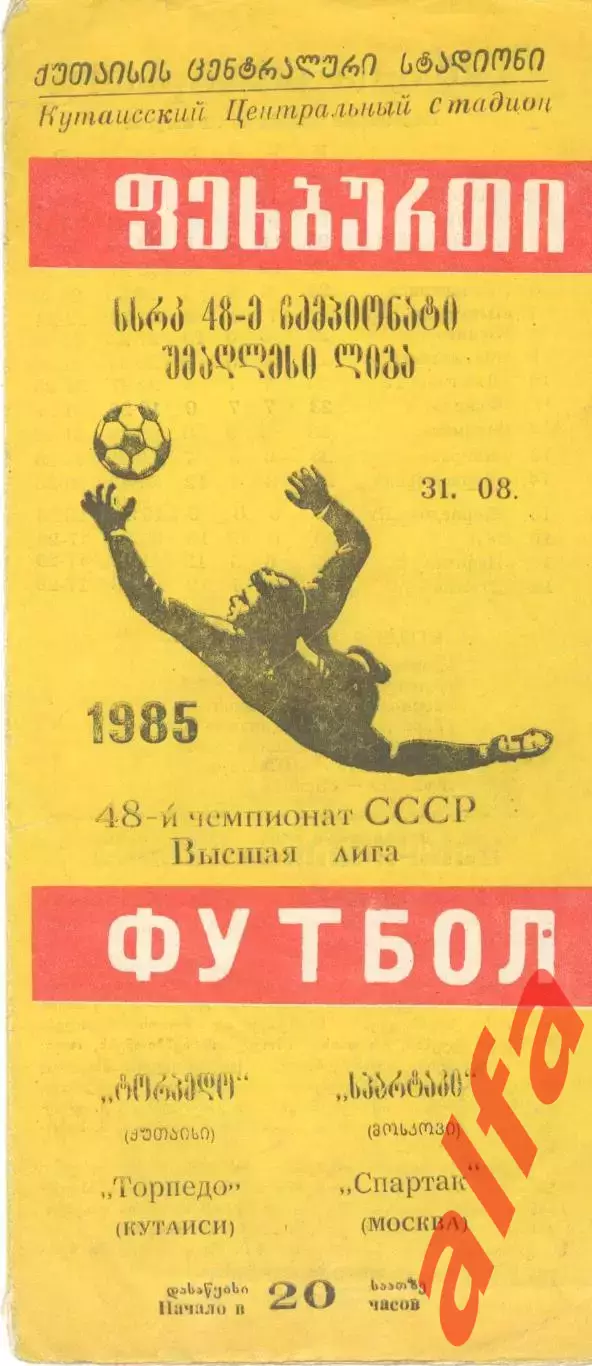 ქუთაისის ცენტრალური სტადიონი
Кутаисский Центральный стадион
ფეხბურთი
სსრკ 48-ე ჩემპიონატი
უმაღლესი ლიგა
31. -08.
1985
48-й чемпионат СССР
Высшая лига
ФУТБОЛ
„ტორპედო“ „სპარტაკი“
(ქუთაისი) (მოსკოვი)
„Торпедо„ „Спартак“
(КУТАИСИ) (МОСКВА)
დასაწყისი 20 საათზე
Начало в часов
alfa